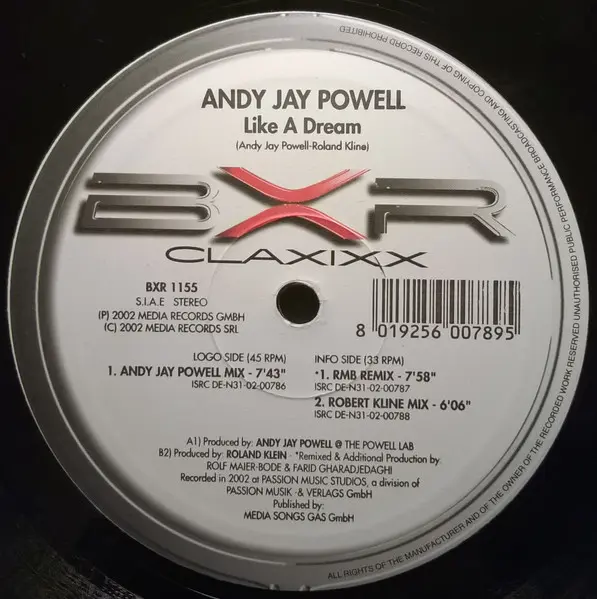 ANDY JAY POWELL
Like A Dream
(Andy Jay Powell-Roland Kline)
BXR
CLAXIXX
BXR 1155
S.I.A.E STEREO
(P) 2002 MEDIA RECORDS GMBH
(C) 2002 MEDIA RECORDS SRL
8 019256 007895
LOGO SIDE (45 RPM)
1. ANDY JAY POWELL MIX - 7'43"
ISRC DE-N31-02-00786
INFO SIDE (33 RPM)
*1. RMB REMIX - 7'58"
ISRC DE-N31-02-00787
2. ROBERT KLINE MIX - 6'06"
ISRC DE-N31-02-00788
A1) Produced by: ANDY JAY POWELL @ THE POWELL LAB
B2) Produced by: ROLAND KLEIN - *Remixed & Additional Production by:
ROLF MAIER-BODE & FARID GHARADJEDAGHI
Recorded in 2002 at PASSION MUSIC STUDIOS, a division of
PASSION MUSIK -& VERLAGS GmbH
Published by:
MEDIA SONGS GAS GmbH
ALL RIGHTS OF THE MANUFACTURER AND OF THE OWNER OF THE RECORDED WORK RESERVED UNAUTHORISED PUBLIC PERFORMANCE BROADCASTING AND COPYING OF THIS RECORD PROHIBITED